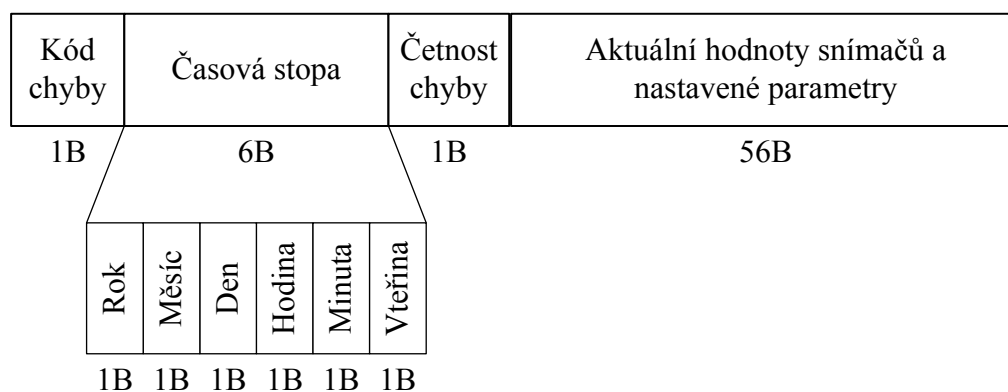 Kód
chyby
Časová stopa
Četnost
chyby
Aktuální hodnoty snímačů a
nastavené parametry
1B
6B
1B
56B
Rok
Měsíc
Den
Hodina
Minuta
Vteřina
1B 1B 1B 1B 1B 1B